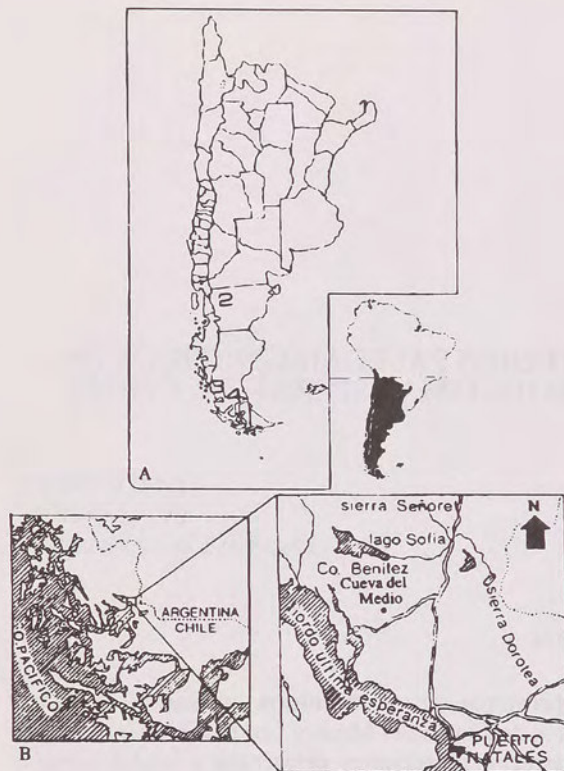 2
3
4
A
sierra Señoret
N
lago Sofia
Co. Benitez
Cueva del
Medio
sierra Dorotea
fiordo ultima esperanza
ARGENTINA
CHILE
O.PACIFICO
PUERTO
NATALES
B